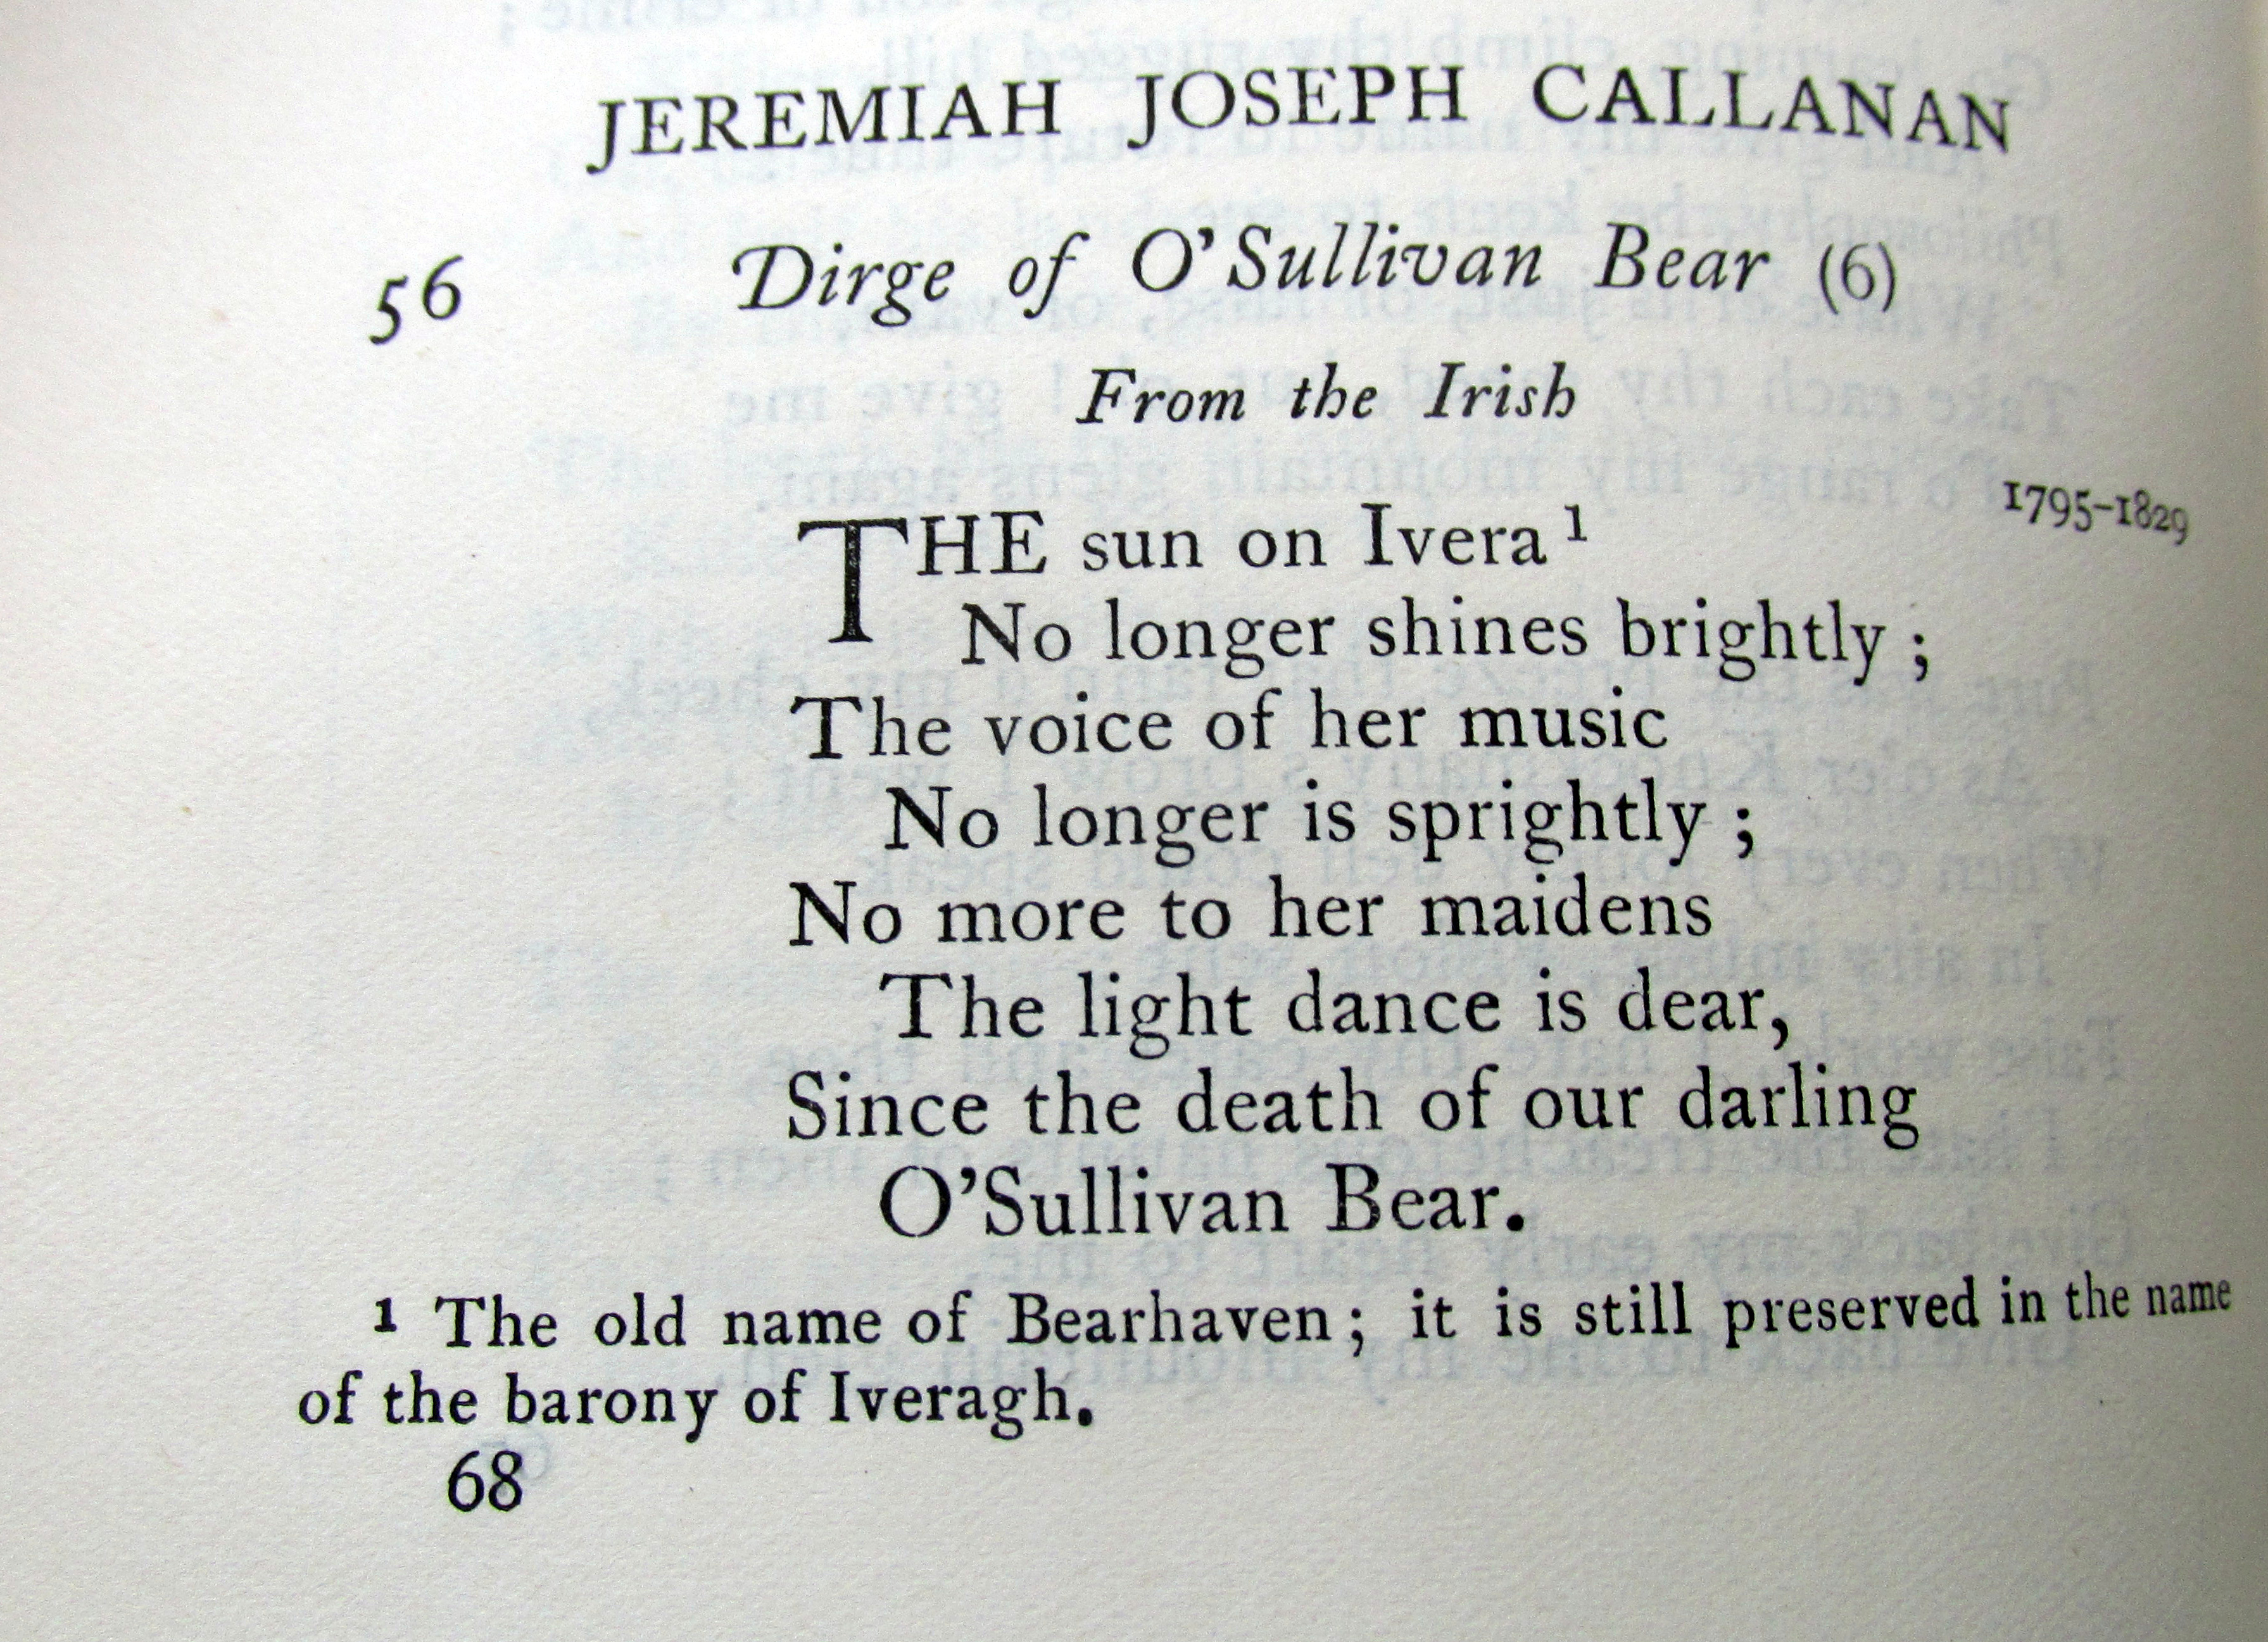 JEREMIAH JOSEPH CALLANAN
56 Dirge of O'Sullivan Bear (6)
From the Irish
1795–1829
THE sun on Ivera¹
No longer shines brightly ;
The voice of her music
No longer is sprightly ;
No more to her maidens
The light dance is dear,
Since the death of our darling
O'Sullivan Bear.
¹ The old name of Bearhaven ; it is still preserved in the name
of the barony of Iveragh.
68